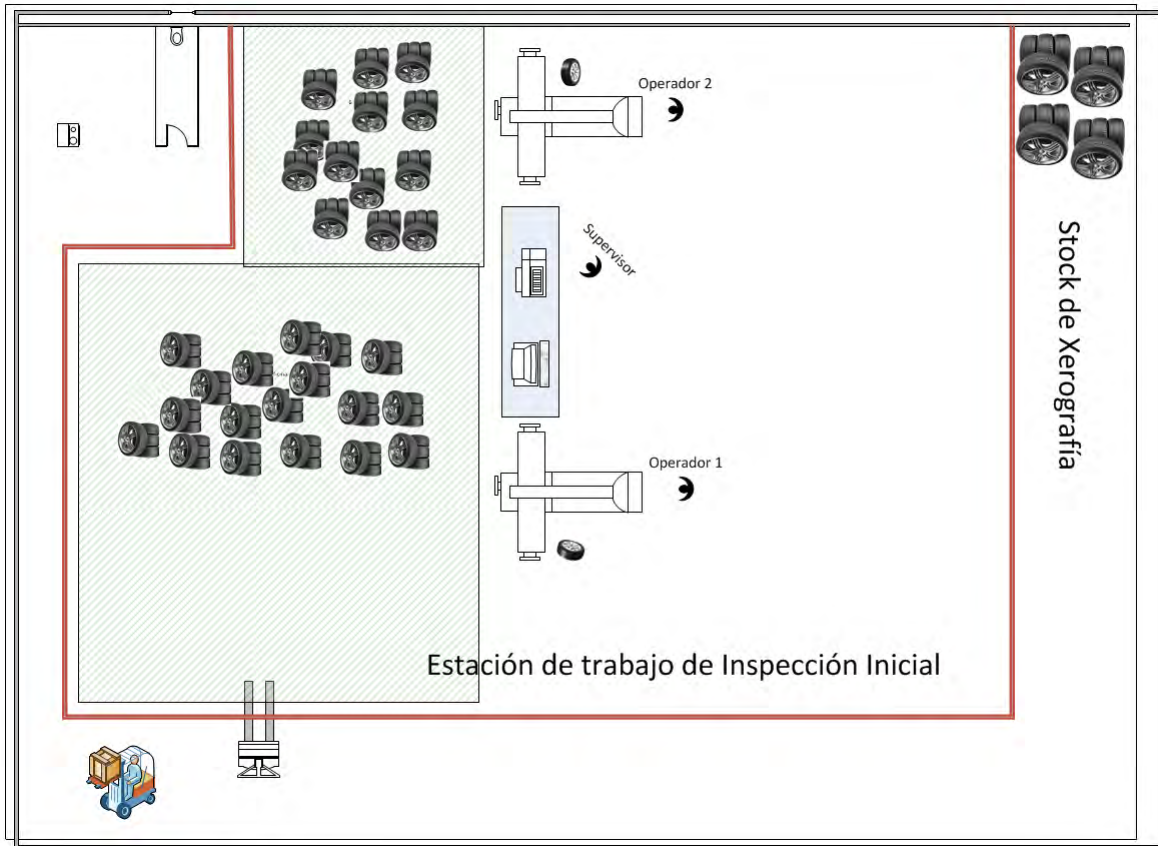 Operador 2
Supervisor
Stock de Xerografía
Operador 1
Estación de trabajo de Inspección Inicial